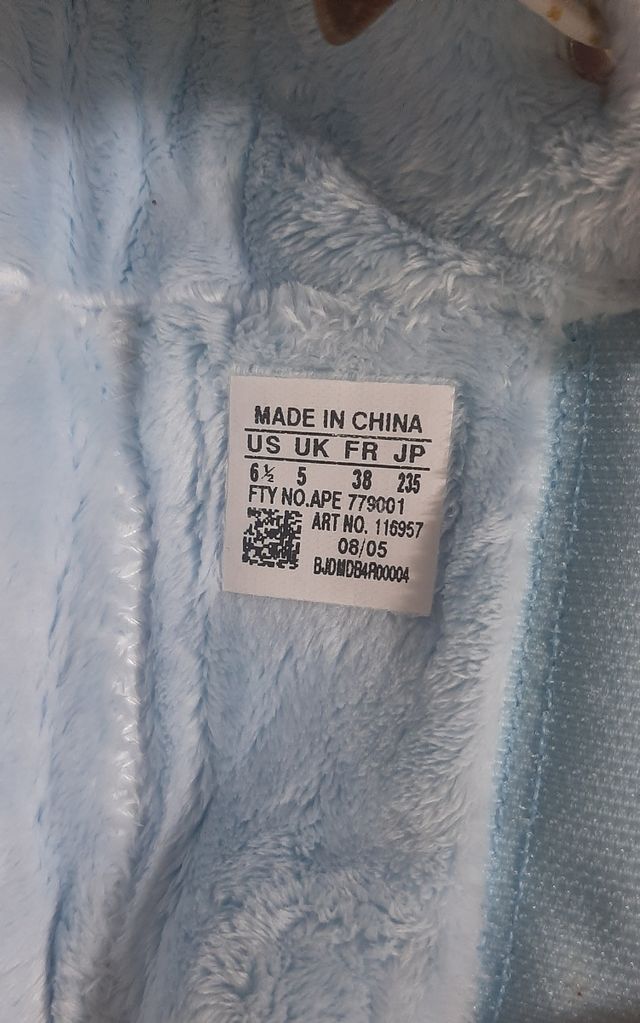 MADE IN CHINA
US UK FR JP
6½ 5 38 235
FTY NO.APE 779001
ART NO. 116957
08/05
BJDMDB4R00004